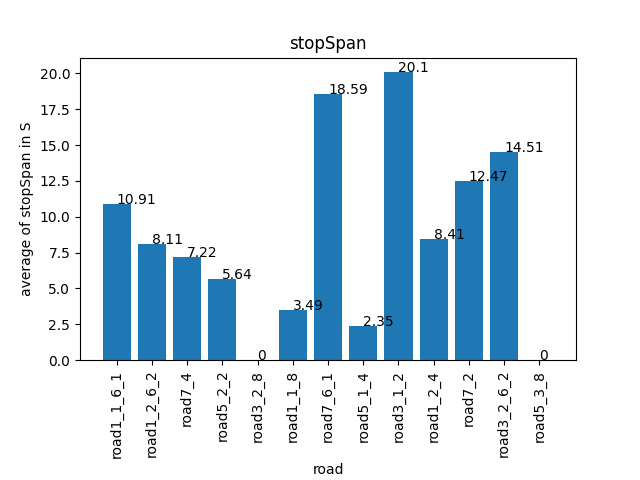 stopSpan
average of stopSpan in S
20.0
17.5
15.0
12.5
10.0
7.5
5.0
2.5
0.0
10.91
8.11
7.22
5.64
0
3.49
18.59
2.35
20.1
8.41
12.47
14.51
0
road1_1_6_1
road1_2_6_2
road7_4
road5_2_2
road3_2_8
road1_1_8
road7_6_1
road5_1_4
road3_1_2
road1_2_4
road7_2
road3_2_6_2
road5_3_8
road